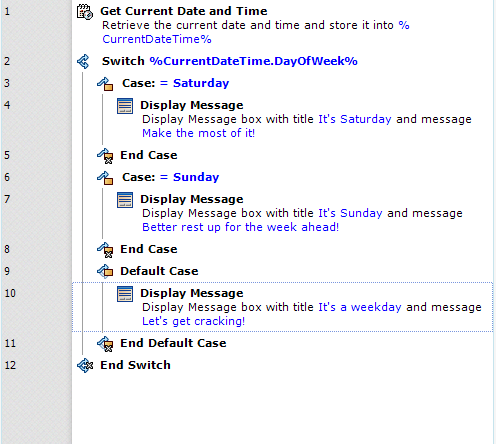 1 Get Current Date and Time
Retrieve the current date and time and store it into %
CurrentDateTime%
2 Switch %CurrentDateTime.DayOfWeek%
3 Case: = Saturday
4 Display Message
Display Message box with title It's Saturday and message
Make the most of it!
5 End Case
6 Case: = Sunday
7 Display Message
Display Message box with title It's Sunday and message
Better rest up for the week ahead!
8 End Case
9 Default Case
10 Display Message
Display Message box with title It's a weekday and message
Let's get cracking!
11 End Default Case
12 End Switch